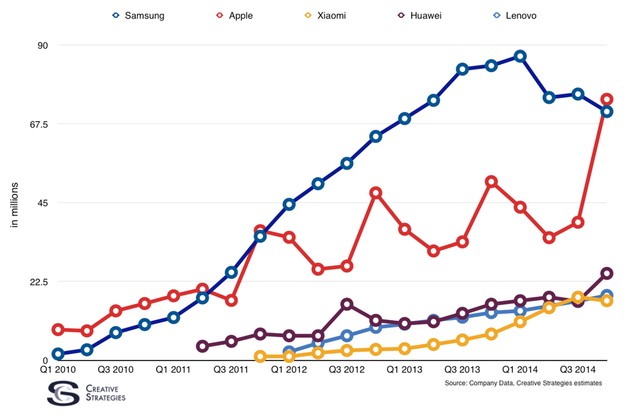 Samsung Apple Xiaomi Huawei Lenovo
90
67.5
45
22.5
0
in millions
Q1 2010 Q3 2010 Q1 2011 Q3 2011 Q1 2012 Q3 2012 Q1 2013 Q3 2013 Q1 2014 Q3 2014
Source: Company Data, Creative Strategies estimates
CS
CREATIVE
STRATEGIES